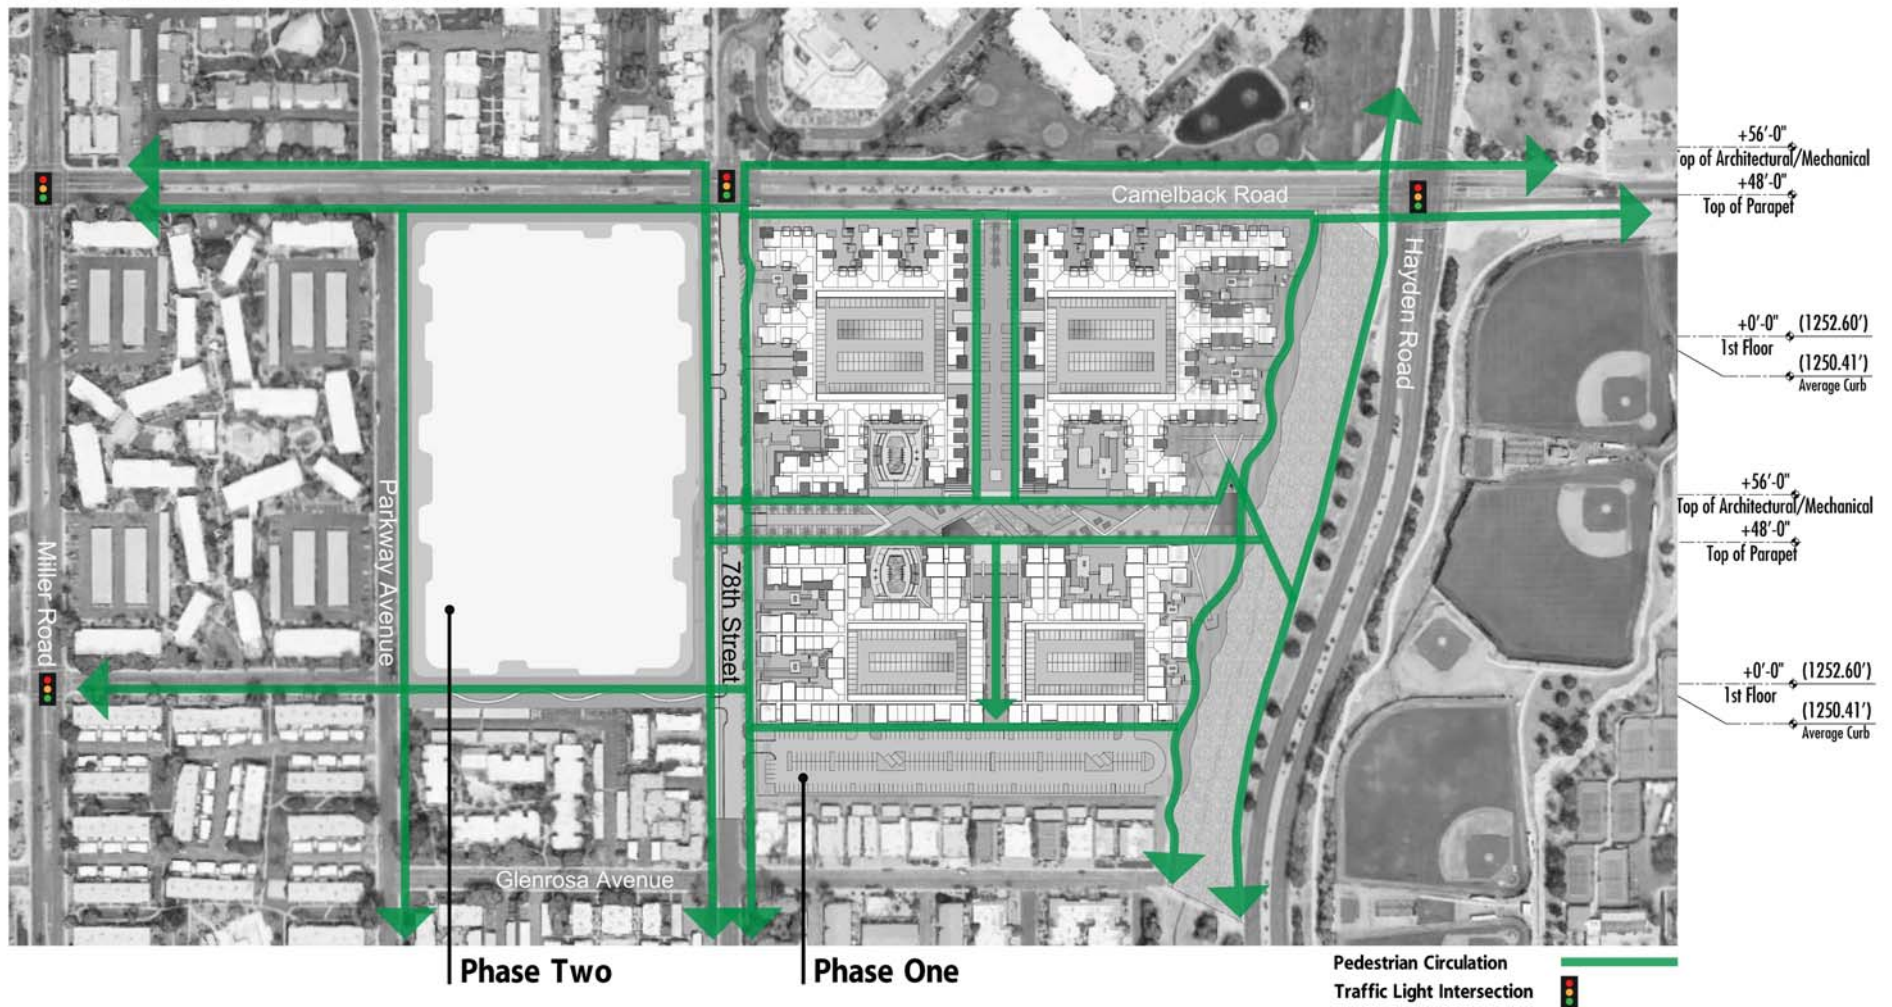 Camelback Road
Hayden Road
Parkway Avenue
Miller Road
78th Street
Glenrosa Avenue
+56'-0"
Top of Architectural/Mechanical
+48'-0"
Top of Parapet
+0'-0" (1252.60')
1st Floor
(1250.41')
Average Curb
+56'-0"
Top of Architectural/Mechanical
+48'-0"
Top of Parapet
+0'-0" (1252.60')
1st Floor
(1250.41')
Average Curb
Phase Two
Phase One
Pedestrian Circulation
Traffic Light Intersection